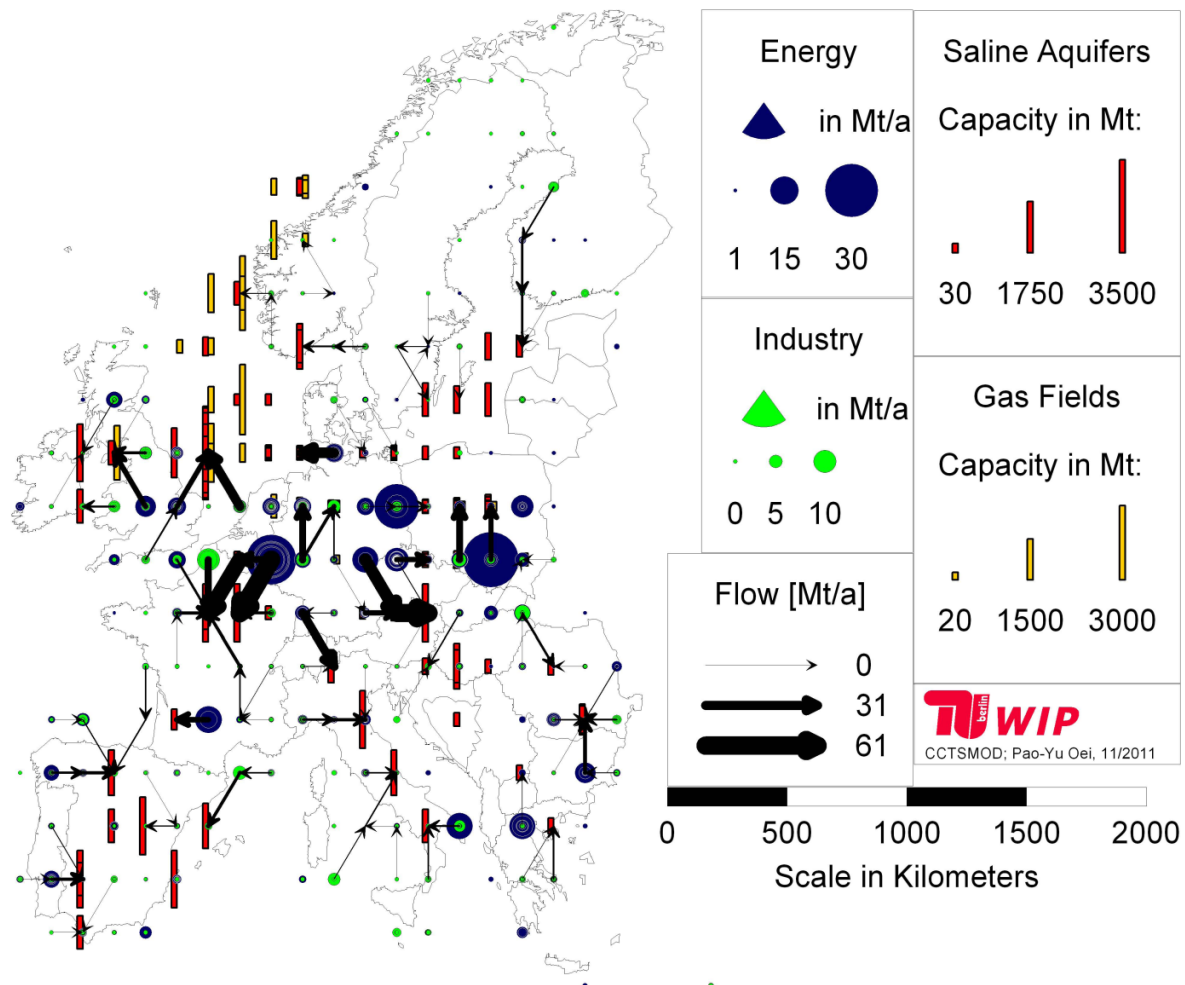 Energy
in Mt/a
1 15 30
Industry
in Mt/a
0 5 10
Flow [Mt/a]
0
31
61
Saline Aquifers
Capacity in Mt:
30 1750 3500
Gas Fields
Capacity in Mt:
20 1500 3000
TU berlin WIP
CCTSMOD; Pao-Yu Oei, 11/2011
0 500 1000 1500 2000
Scale in Kilometers